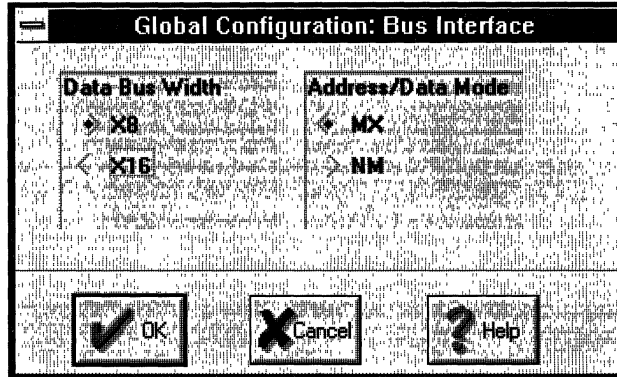 Global Configuration: Bus Interface
Data Bus Width
X8
X16
Address/Data Mode
MX
NM
OK
Cancel
Help